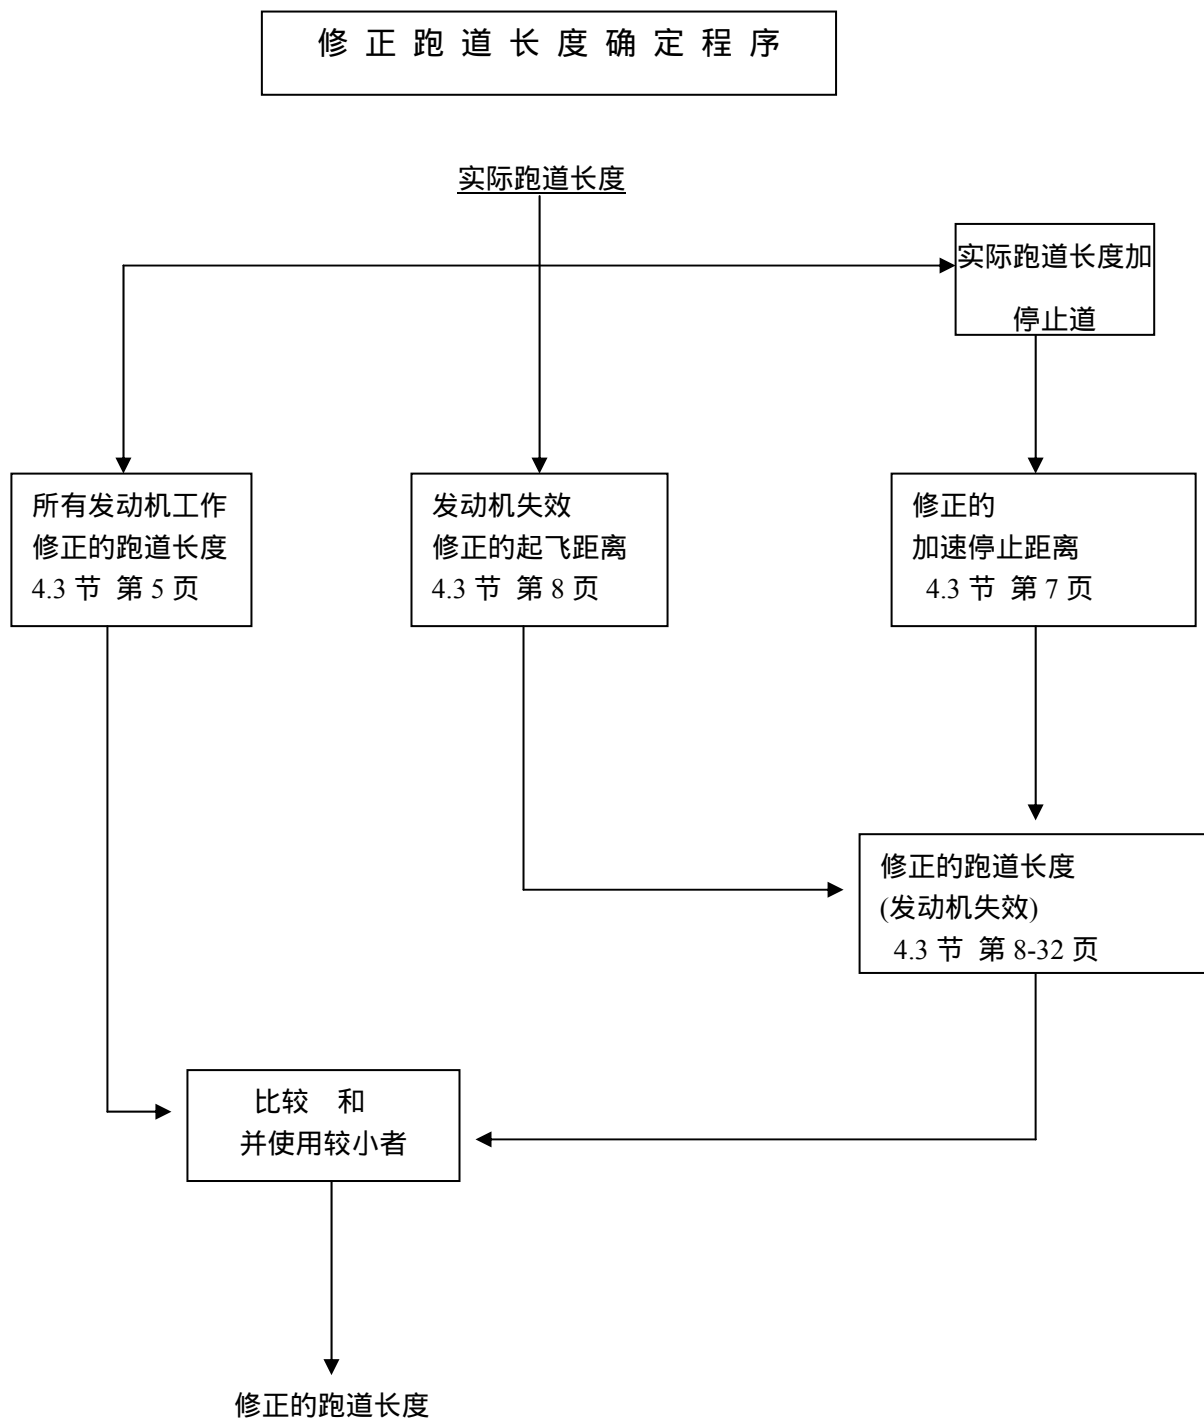 修正跑道长度确定程序
实际跑道长度
实际跑道长度加
停止道
所有发动机工作
修正的跑道长度
4.3 节 第 5 页
发动机失效
修正的起飞距离
4.3 节 第 8 页
修正的
加速停止距离
4.3 节 第 7 页
修正的跑道长度
(发动机失效)
4.3 节 第 8-32 页
比较 和
并使用较小者
修正的跑道长度